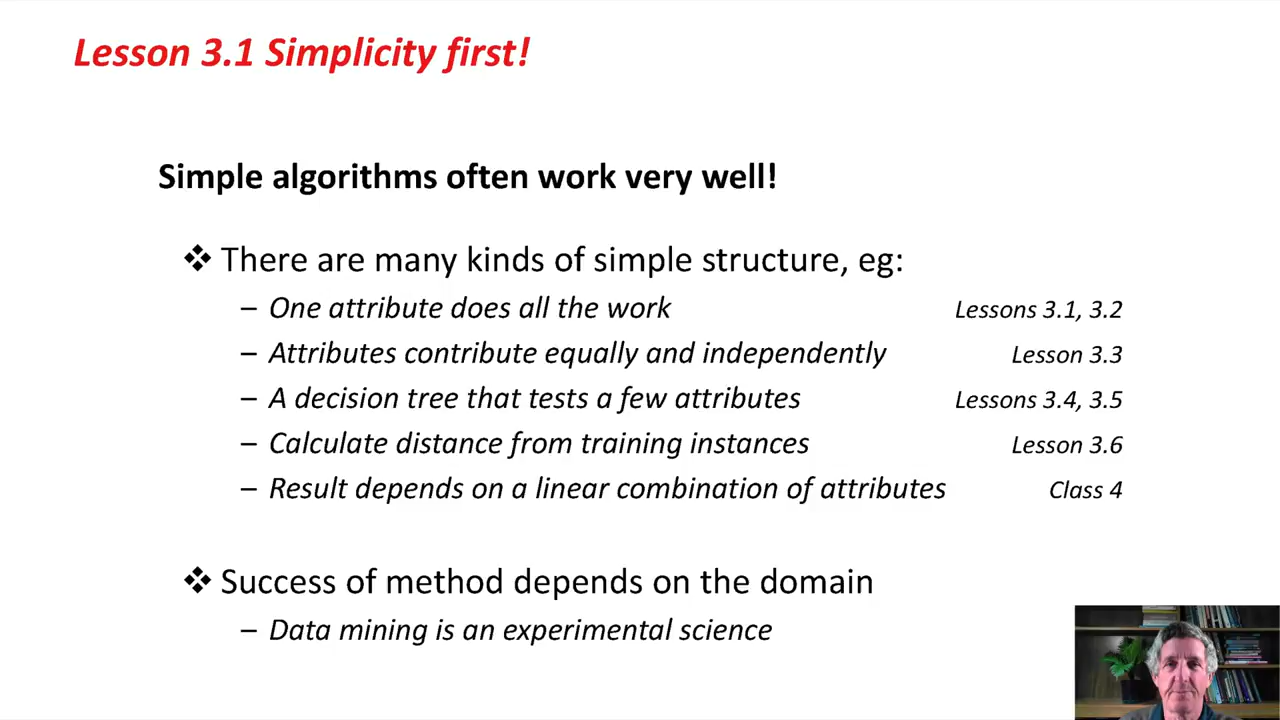 Lesson 3.1 Simplicity first!
Simple algorithms often work very well!
❖ There are many kinds of simple structure, eg:
– One attribute does all the work Lessons 3.1, 3.2
– Attributes contribute equally and independently Lesson 3.3
– A decision tree that tests a few attributes Lessons 3.4, 3.5
– Calculate distance from training instances Lesson 3.6
– Result depends on a linear combination of attributes Class 4
❖ Success of method depends on the domain
– Data mining is an experimental science